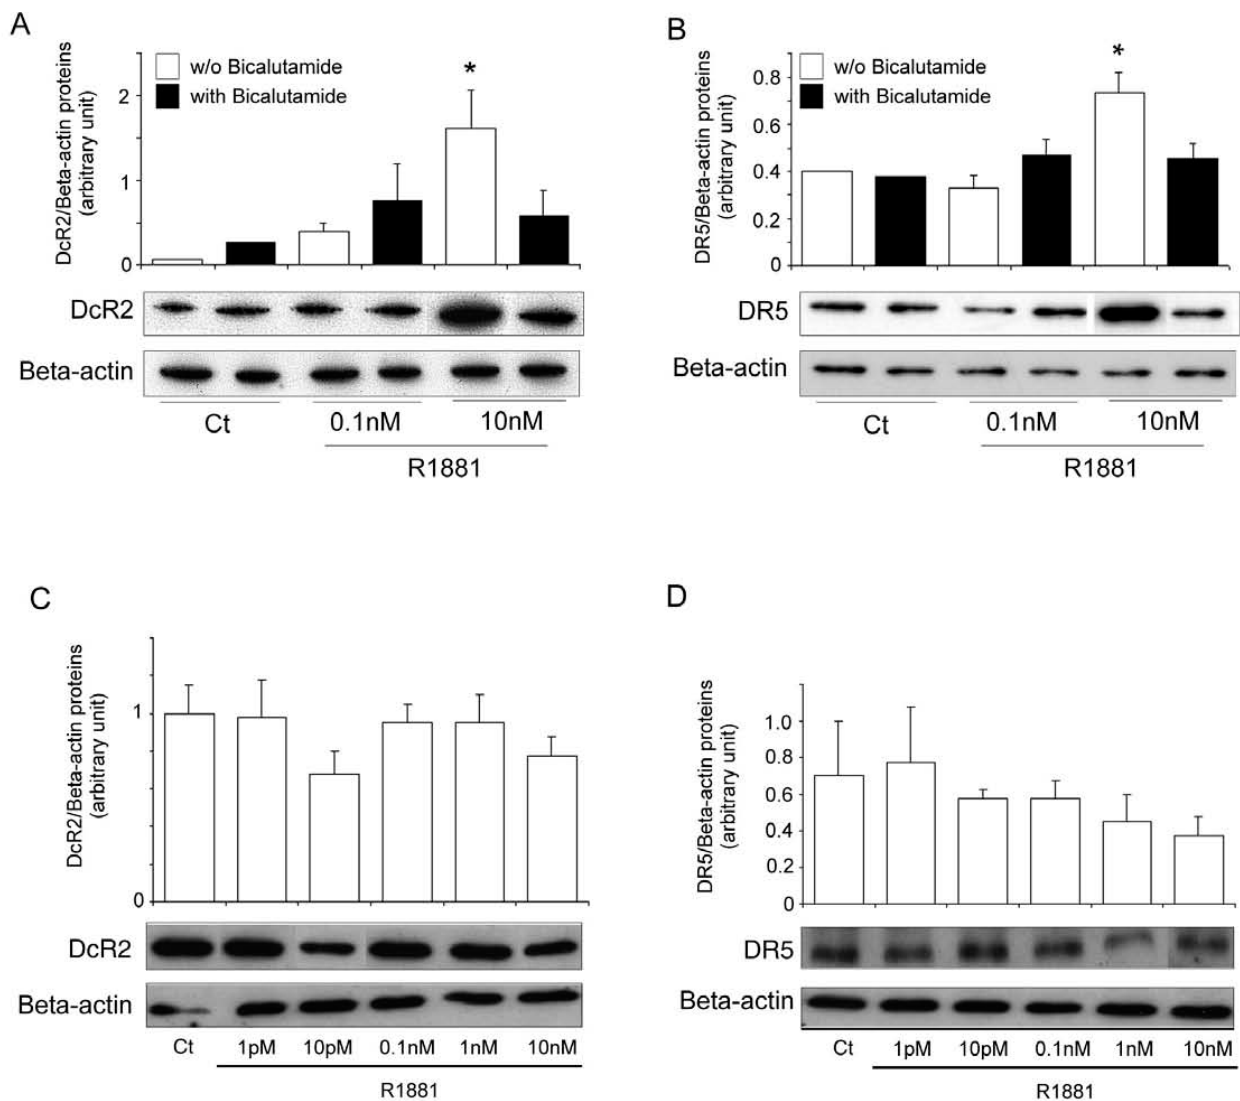 A
DcR2/Beta-actin proteins
(arbitrary unit)
2
1
0
w/o Bicalutamide
with Bicalutamide
*
DcR2
Beta-actin
Ct
0.1nM
10nM
R1881
B
DR5/Beta-actin proteins
(arbitrary unit)
0.8
0.6
0.4
0.2
0
w/o Bicalutamide
with Bicalutamide
*
DR5
Beta-actin
Ct
0.1nM
10nM
R1881
C
DcR2/Beta-actin proteins
(arbitrary unit)
1
0
DcR2
Beta-actin
Ct
1pM
10pM
0.1nM
1nM
10nM
R1881
D
DR5/Beta-actin proteins
(arbitrary unit)
1.0
0.8
0.6
0.4
0.2
0
DR5
Beta-actin
Ct
1pM
10pM
0.1nM
1nM
10nM
R1881